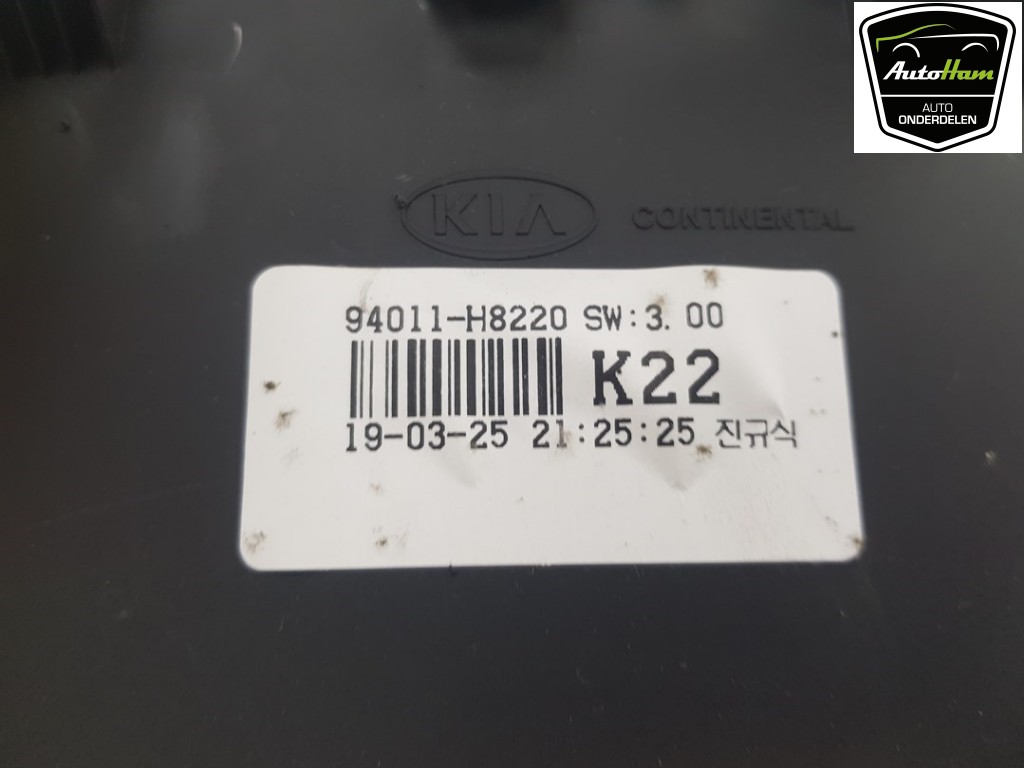 AutoHam
AUTO
ONDERDELEN
KIA CONTINENTAL
94011-H8220 SW:3.00
K22
19-03-25 21:25:25 진규식